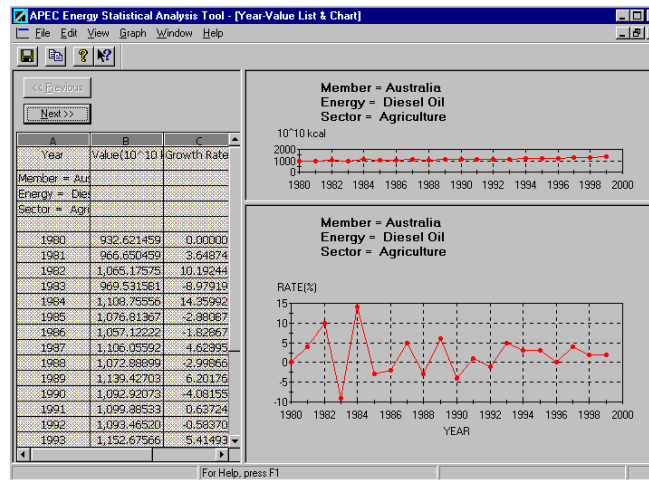 APEC Energy Statistical Analysis Tool - [Year-Value List & Chart]
File Edit View Graph Window Help
<< Previous
Next >>
A B C
Year Value(10^10 k Growth Rate
Member = Aus
Energy = Dies
Sector = Agri
1980 932.621459 0.00000
1981 966.650459 3.64874
1982 1,065.17575 10.19244
1983 969.531581 -8.97919
1984 1,108.75556 14.35992
1985 1,076.81367 -2.88087
1986 1,057.12222 -1.82867
1987 1,106.05592 4.62895
1988 1,072.88899 -2.99866
1989 1,139.42703 6.20176
1990 1,092.92073 -4.08155
1991 1,099.88533 0.63724
1992 1,093.46520 -0.58370
1993 1,152.67566 5.41493
Member = Australia
Energy = Diesel Oil
Sector = Agriculture
10^10 kcal
2000
1000
0
1980 1982 1984 1986 1988 1990 1992 1994 1996 1998 2000
Member = Australia
Energy = Diesel Oil
Sector = Agriculture
RATE(%)
15
10
5
0
-5
-10
1980 1982 1984 1986 1988 1990 1992 1994 1996 1998 2000
YEAR
For Help, press F1